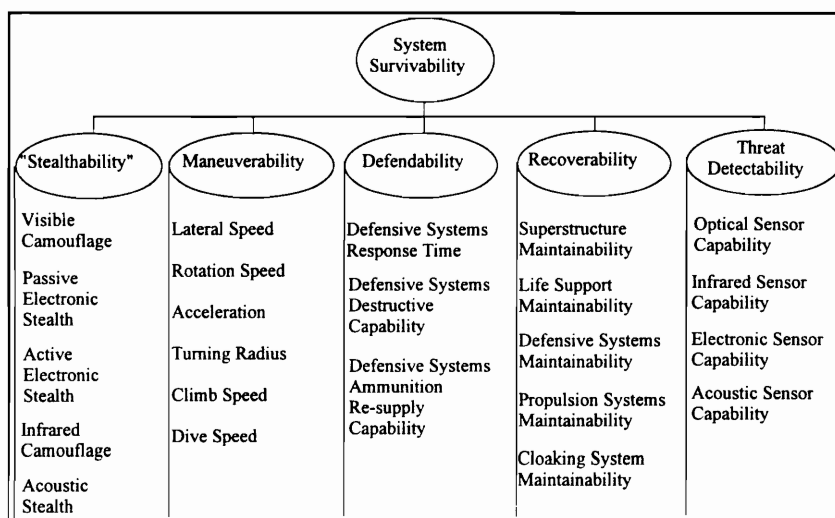 System
Survivability
"Stealthability"
Maneuverability
Defendability
Recoverability
Threat
Detectability
Visible
Camouflage
Passive
Electronic
Stealth
Active
Electronic
Stealth
Infrared
Camouflage
Acoustic
Stealth
Lateral Speed
Rotation Speed
Acceleration
Turning Radius
Climb Speed
Dive Speed
Defensive Systems
Response Time
Defensive Systems
Destructive
Capability
Defensive Systems
Ammunition
Re-supply
Capability
Superstructure
Maintainability
Life Support
Maintainability
Defensive Systems
Maintainability
Propulsion Systems
Maintainability
Cloaking System
Maintainability
Optical Sensor
Capability
Infrared Sensor
Capability
Electronic Sensor
Capability
Acoustic Sensor
Capability